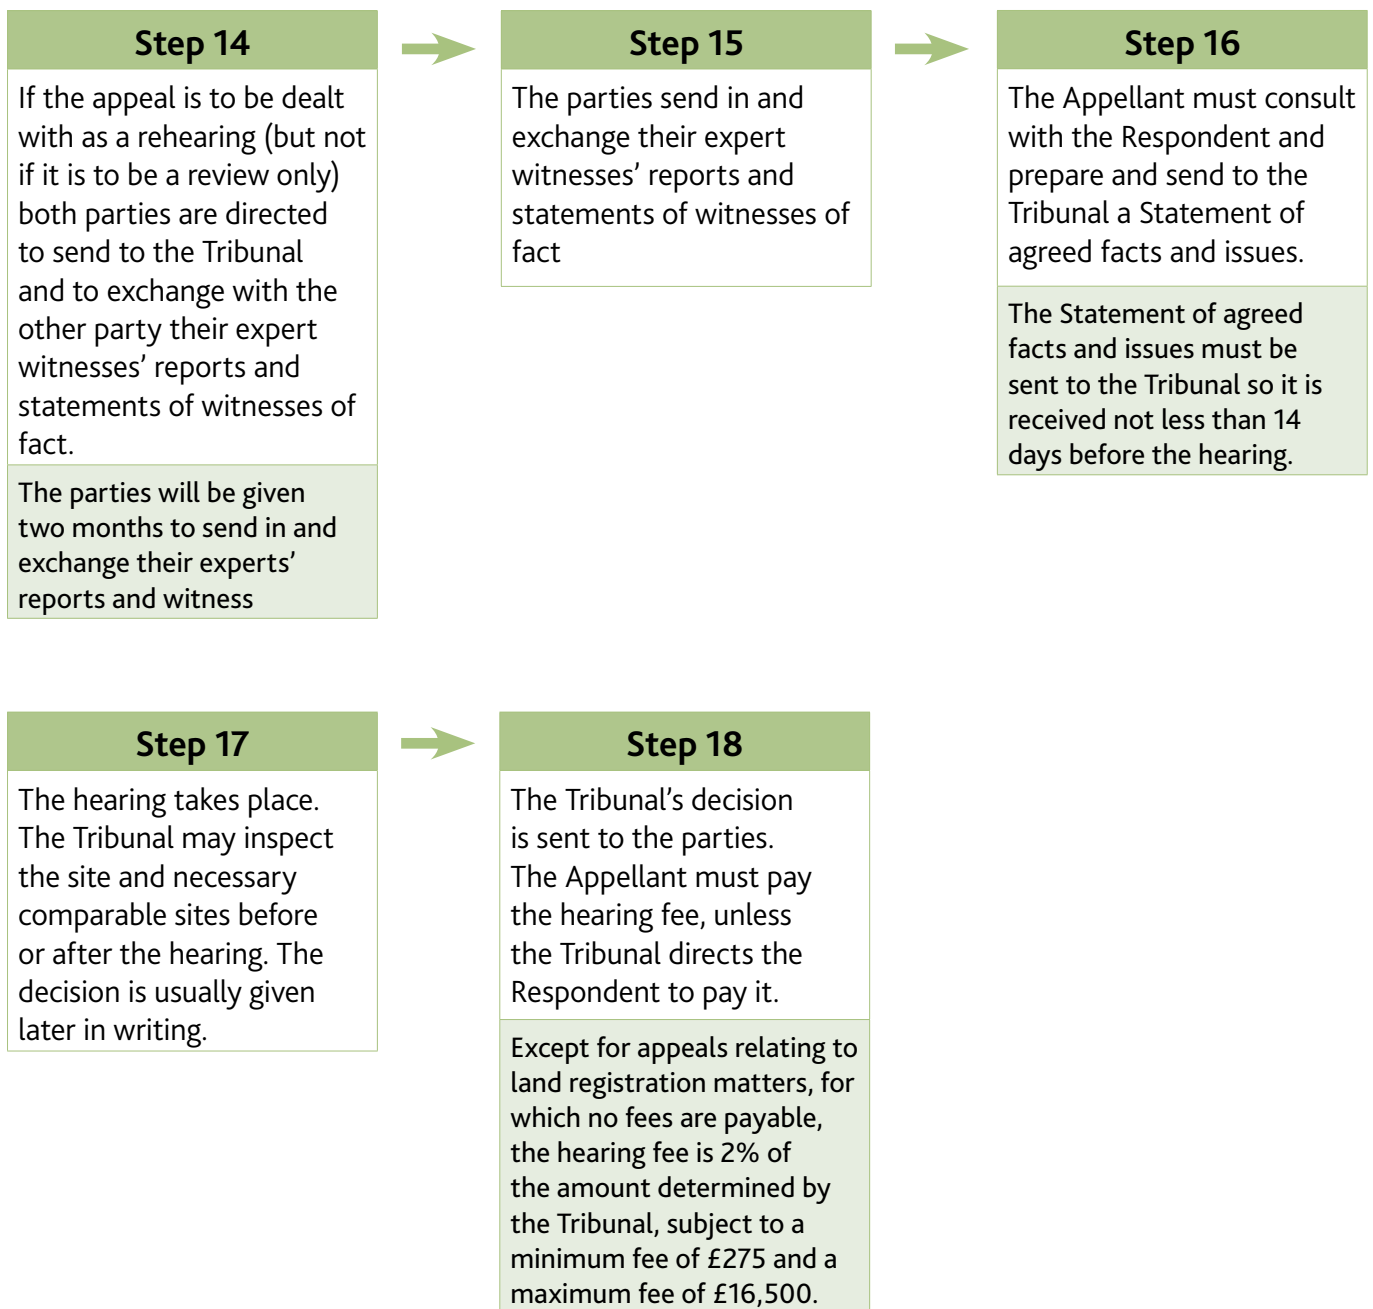 Step 14
If the appeal is to be dealt
with as a rehearing (but not
if it is to be a review only)
both parties are directed
to send to the Tribunal
and to exchange with the
other party their expert
witnesses’ reports and
statements of witnesses of
fact.
The parties will be given
two months to send in and
exchange their experts’
reports and witness
Step 15
The parties send in and
exchange their expert
witnesses’ reports and
statements of witnesses of
fact
Step 16
The Appellant must consult
with the Respondent and
prepare and send to the
Tribunal a Statement of
agreed facts and issues.
The Statement of agreed
facts and issues must be
sent to the Tribunal so it is
received not less than 14
days before the hearing.
Step 17
The hearing takes place.
The Tribunal may inspect
the site and necessary
comparable sites before
or after the hearing. The
decision is usually given
later in writing.
Step 18
The Tribunal’s decision
is sent to the parties.
The Appellant must pay
the hearing fee, unless
the Tribunal directs the
Respondent to pay it.
Except for appeals relating to
land registration matters, for
which no fees are payable,
the hearing fee is 2% of
the amount determined by
the Tribunal, subject to a
minimum fee of £275 and a
maximum fee of £16,500.